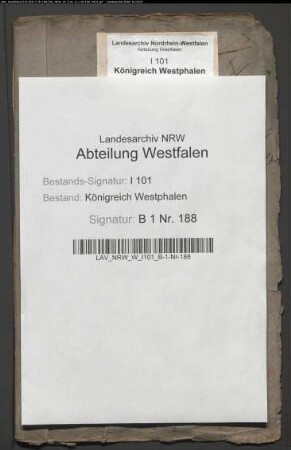 Landesarchiv Nordrhein-Westfalen
Abteilung Westfalen
I 101
Königreich Westphalen
Landesarchiv NRW
Abteilung Westfalen
Bestands-Signatur: I 101
Bestand: Königreich Westphalen
Signatur: B 1 Nr. 188
LAV_NRW_W_I101_B-1-Nr-188